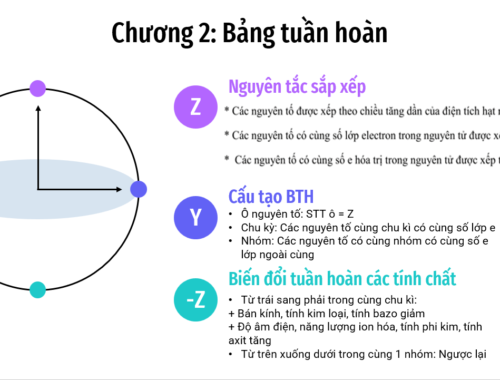 Chương 2: Bảng tuần hoàn
Z
Nguyên tắc sắp xếp
* Các nguyên tố được xếp theo chiều tăng dần của điện tích hạt
* Các nguyên tố có cùng số lớp electron trong nguyên tử được
* Các nguyên tố có cùng số e hóa trị trong nguyên tử được xếp
Y
Cấu tạo BTH
• Ô nguyên tố: STT ô = Z
• Chu kỳ: Các nguyên tố cùng chu kì có cùng số lớp e
• Nhóm: Các nguyên tố có cùng nhóm có cùng số e
lớp ngoài cùng
-Z
Biến đổi tuần hoàn các tính chất
• Từ trái sang phải trong cùng chu kì:
+ Bán kính, tính kim loại, tính bazo giảm
+ Độ âm điện, năng lượng ion hóa, tính phi kim, tính
axit tăng
• Từ trên xuống dưới trong cùng 1 nhóm: Ngược lại